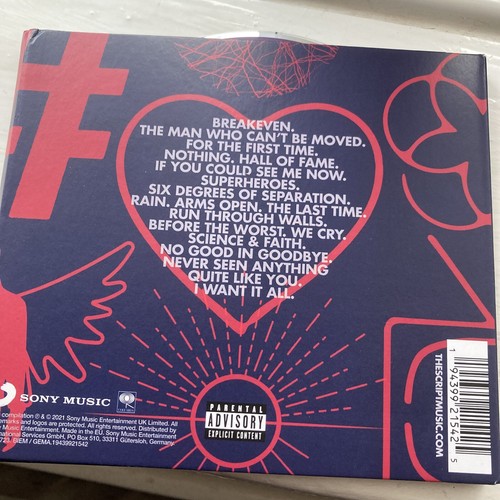 BREAKEVEN.
THE MAN WHO CAN'T BE MOVED.
FOR THE FIRST TIME.
NOTHING. HALL OF FAME.
IF YOU COULD SEE ME NOW.
SUPERHEROES.
SIX DEGREES OF SEPARATION.
RAIN. ARMS OPEN. THE LAST TIME.
RUN THROUGH WALLS.
BEFORE THE WORST. WE CRY.
SCIENCE & FAITH.
NO GOOD IN GOODBYE.
NEVER SEEN ANYTHING
QUITE LIKE YOU.
I WANT IT ALL.
SONY MUSIC
compilation ℗ & © 2021 Sony Music Entertainment UK Limited. All
and logos are protected. All rights reserved. Distributed by
Music Entertainment. Made in the EU. Sony Music Entertainment
Services GmbH, PO Box 510, 33311 Gütersloh, Germany.
GEMA.19439921542
PARENTAL
ADVISORY
EXPLICIT CONTENT
THESCRIPTMUSIC.COM
1 94399 21542 5